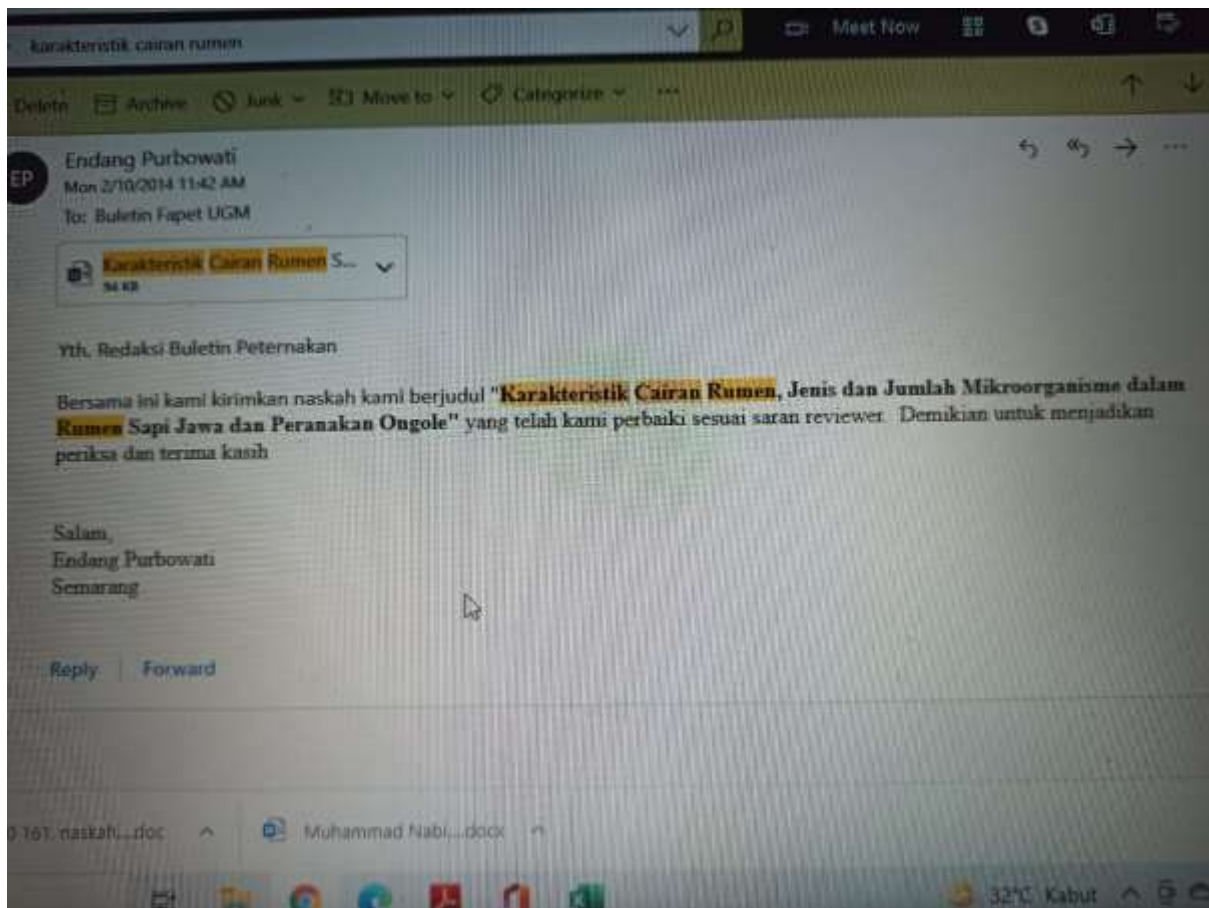 karakteristik cairan rumen
Meet Now
Delete Archive Junk Move to Categorize ...
Endang Purbowati
EP
Mon 2/10/2014 11:42 AM
To: Buletin Fapet UGM
Karakteristik Cairan Rumen S...
94 KB
Yth. Redaksi Buletin Peternakan
Bersama ini kami kirimkan naskah kami berjudul "Karakteristik Cairan Rumen, Jenis dan Jumlah Mikroorganisme dalam
Rumen Sapi Jawa dan Peranakan Ongole" yang telah kami perbaiki sesuai saran reviewer. Demikian untuk menjadikan
periksa dan terima kasih
Salam,
Endang Purbowati
Semarang
Reply Forward
161. naskah....doc Muhammad Nabi....docx
32°C Kabut